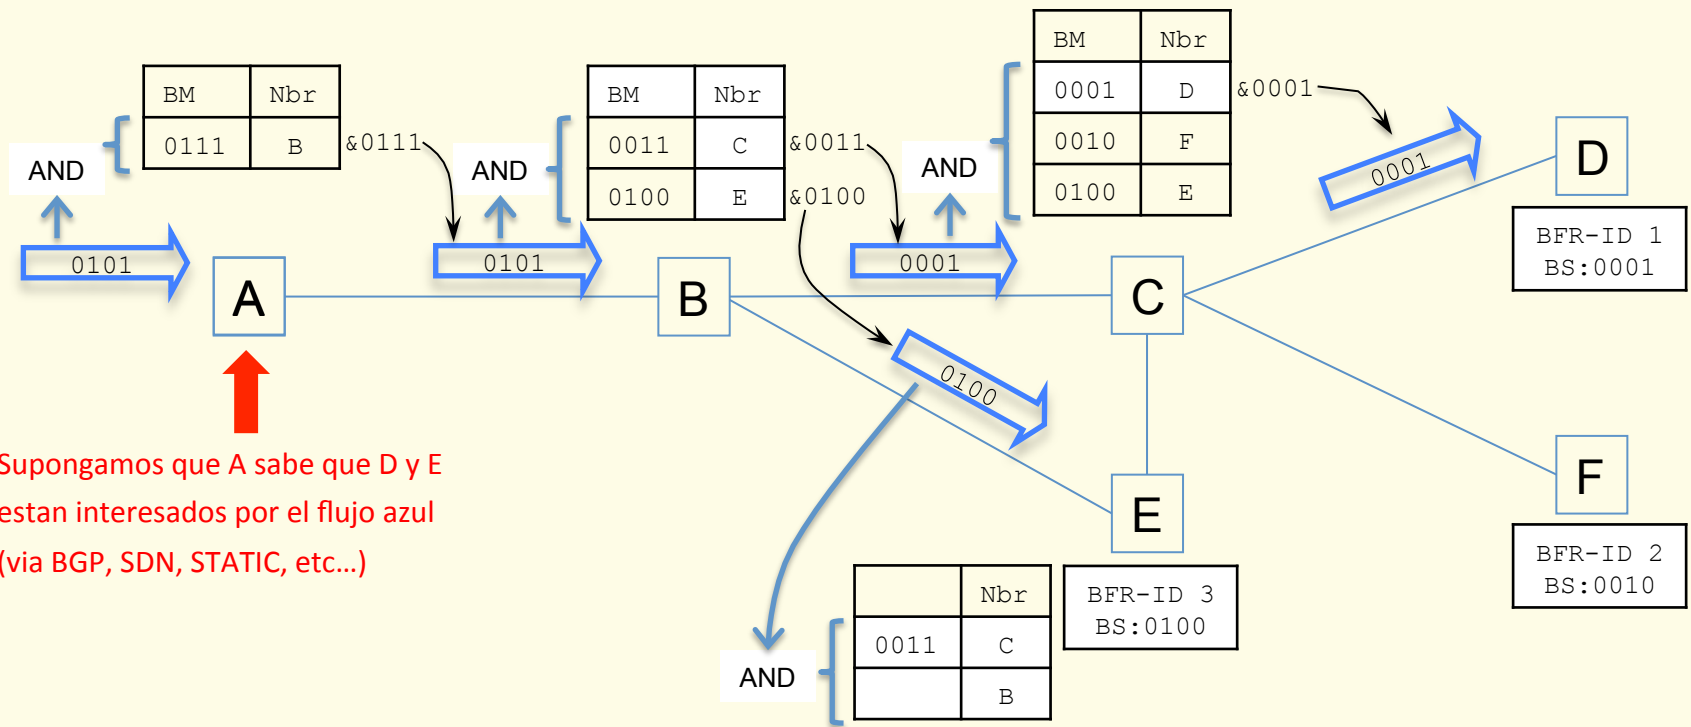 BM Nbr
0111 B
&0111
AND
0101
A
BM Nbr
0011 C
0100 E
&0011
&0100
AND
0101
B
BM Nbr
0001 D
0010 F
0100 E
&0001
AND
0001
C
0001
D
BFR-ID 1
BS:0001
0100
Supongamos que A sabe que D y E
estan interesados por el flujo azul
(via BGP, SDN, STATIC, etc...)
E
BFR-ID 3
BS:0100
F
BFR-ID 2
BS:0010
Nbr
0011 C
B
AND